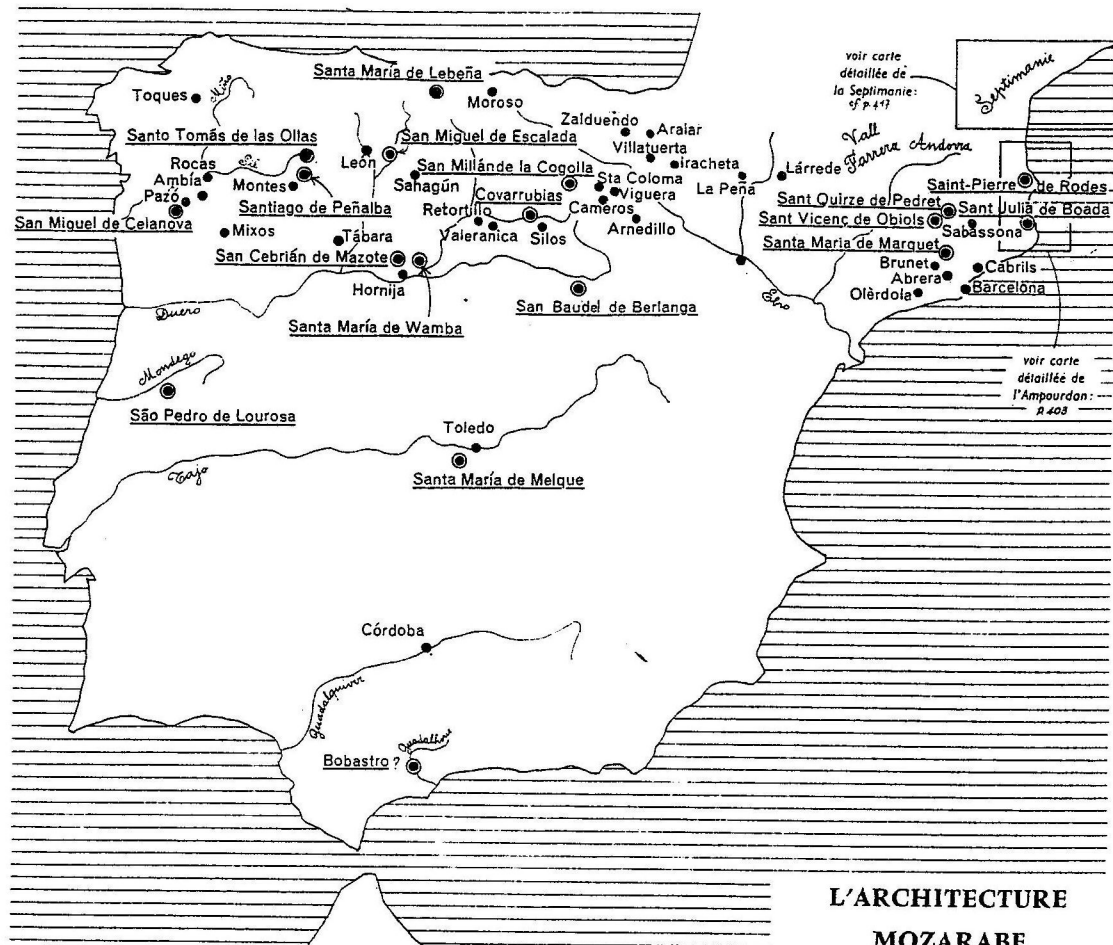 Santa María de Lebeña
Toques
Miño
Moroso
voir carte
détaillée de
la Septimanie:
cf p. 417
Septimanie
Santo Tomás de las Ollas
San Miguel de Escalada
Zalduendo
Araiar
Villatuerta
Vall
Farrera Andorra
Rocas
Sil
León
San Millánde la Cogolla
iracheta
Lárrede
Ambía
Montes
Sahagún
Covarrubias
Sta Coloma
La Peña
Saint-Pierre de Rodes
Pazó
Santiago de Peñalba
Retortillo
Viguera
Sant Quirze de Pedret
Sant Julià de Boada
San Miguel de Celanova
Cameros
Sant Vicenç de Obiols
Sabassona
Mixos
Tábara
Valeranica
Silos
Arnedillo
Santa Maria de Marquet
San Cebrián de Mazote
Brunet
Cabrils
Hornija
Abrera
Olèrdola
Barcelona
Duero
Santa María de Wamba
San Baudel de Berlanga
Ebro
voir carte
détaillée de
l'Ampourdan:
p. 403
Mondego
São Pedro de Lourosa
Toledo
Tajo
Santa María de Melque
Córdoba
Guadalquivir
Guadalhorce
Bobastro ?
L'ARCHITECTURE
MOZARABE